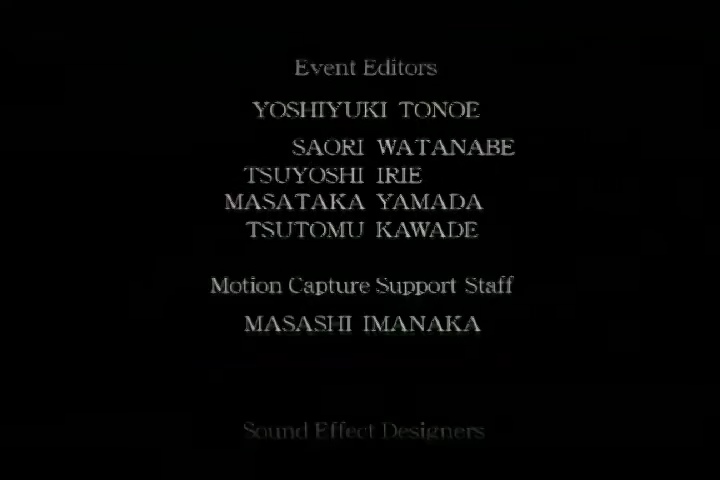 Event Editors
YOSHIYUKI TONOE
SAORI WATANABE
TSUYOSHI IRIE
MASATAKA YAMADA
TSUTOMU KAWADE
Motion Capture Support Staff
MASASHI IMANAKA
Sound Effect Designers